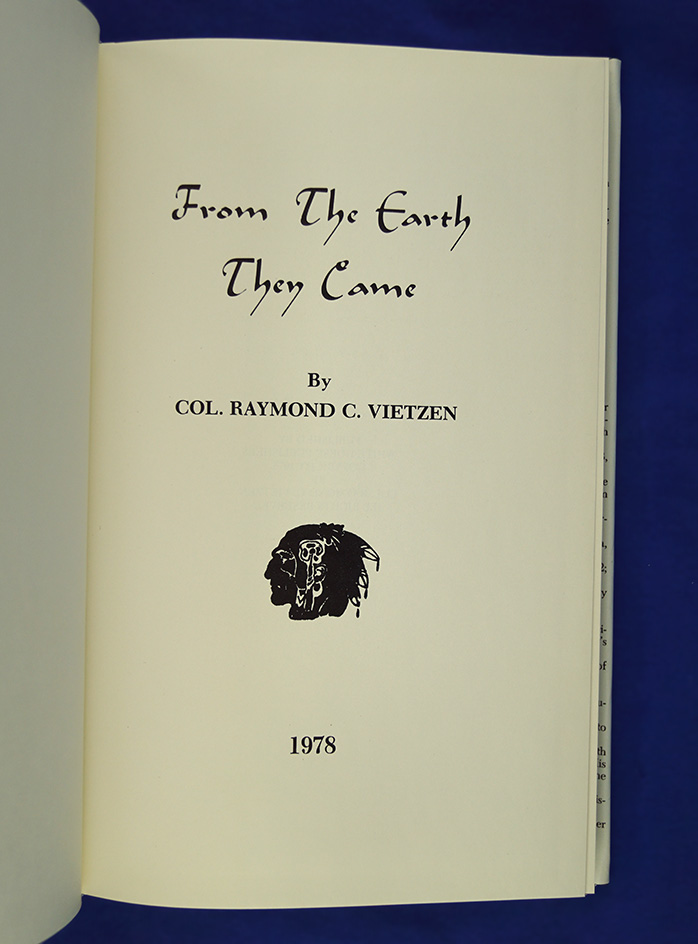 From The Earth
They Came
By
COL. RAYMOND C. VIETZEN
1978